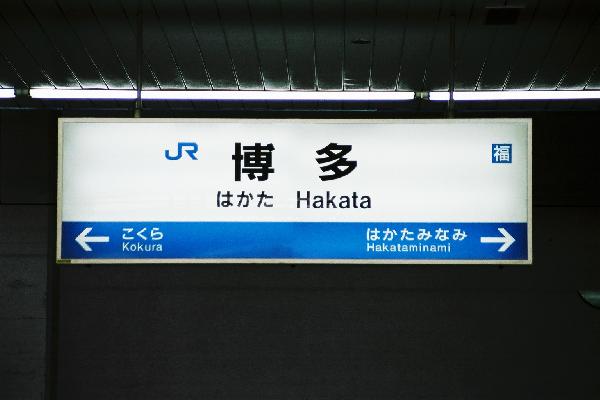 JR 博多 福
はかた Hakata
こくら はかたみなみ
Kokura Hakataminami